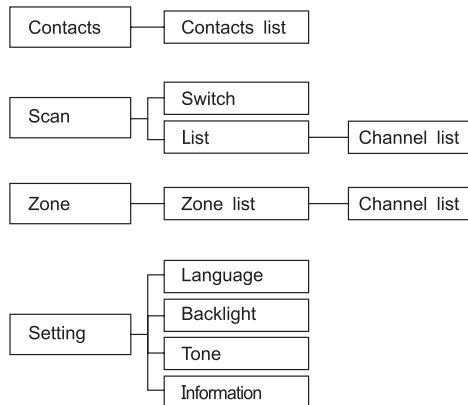 Contacts
Contacts list
Scan
Switch
List
Channel list
Zone
Zone list
Channel list
Setting
Language
Backlight
Tone
Information